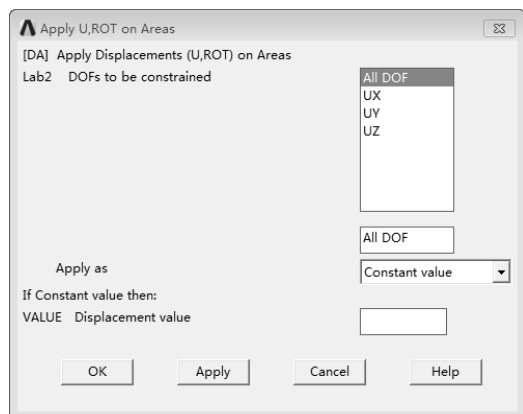 Apply U,ROT on Areas
[DA] Apply Displacements (U,ROT) on Areas
Lab2 DOFs to be constrained
All DOF
UX
UY
UZ
All DOF
Apply as
Constant value
If Constant value then:
VALUE Displacement value
OK Apply Cancel Help